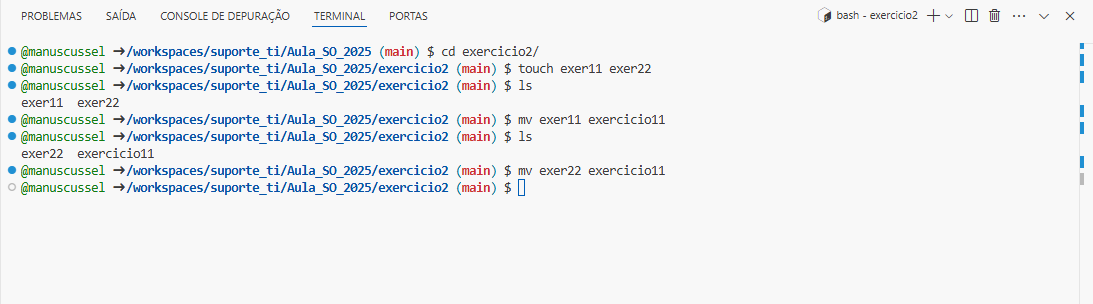 PROBLEMAS SAÍDA CONSOLE DE DEPURAÇÃO TERMINAL PORTAS bash - exercicio2
@manuscussel ➜/workspaces/suporte_ti/Aula_SO_2025 (main) $ cd exercicio2/
@manuscussel ➜/workspaces/suporte_ti/Aula_SO_2025/exercicio2 (main) $ touch exer11 exer22
@manuscussel ➜/workspaces/suporte_ti/Aula_SO_2025/exercicio2 (main) $ ls
exer11 exer22
@manuscussel ➜/workspaces/suporte_ti/Aula_SO_2025/exercicio2 (main) $ mv exer11 exercicio11
@manuscussel ➜/workspaces/suporte_ti/Aula_SO_2025/exercicio2 (main) $ ls
exer22 exercicio11
@manuscussel ➜/workspaces/suporte_ti/Aula_SO_2025/exercicio2 (main) $ mv exer22 exercicio11
@manuscussel ➜/workspaces/suporte_ti/Aula_SO_2025/exercicio2 (main) $